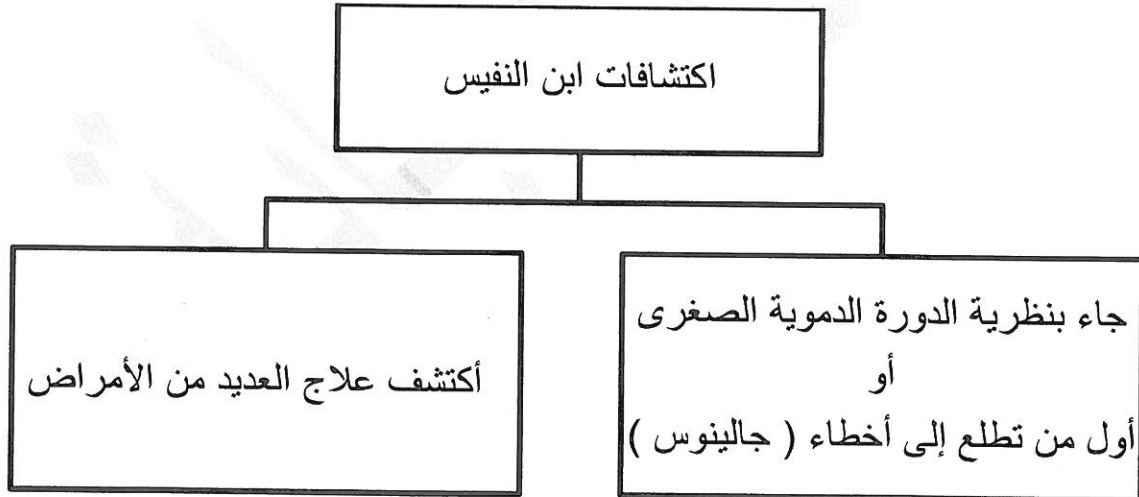 اكتشافات ابن النفيس
جاء بنظرية الدورة الدموية الصغرى
أو
أول من تطلع إلى أخطاء ( جالينوس )
أكتشف علاج العديد من الأمراض